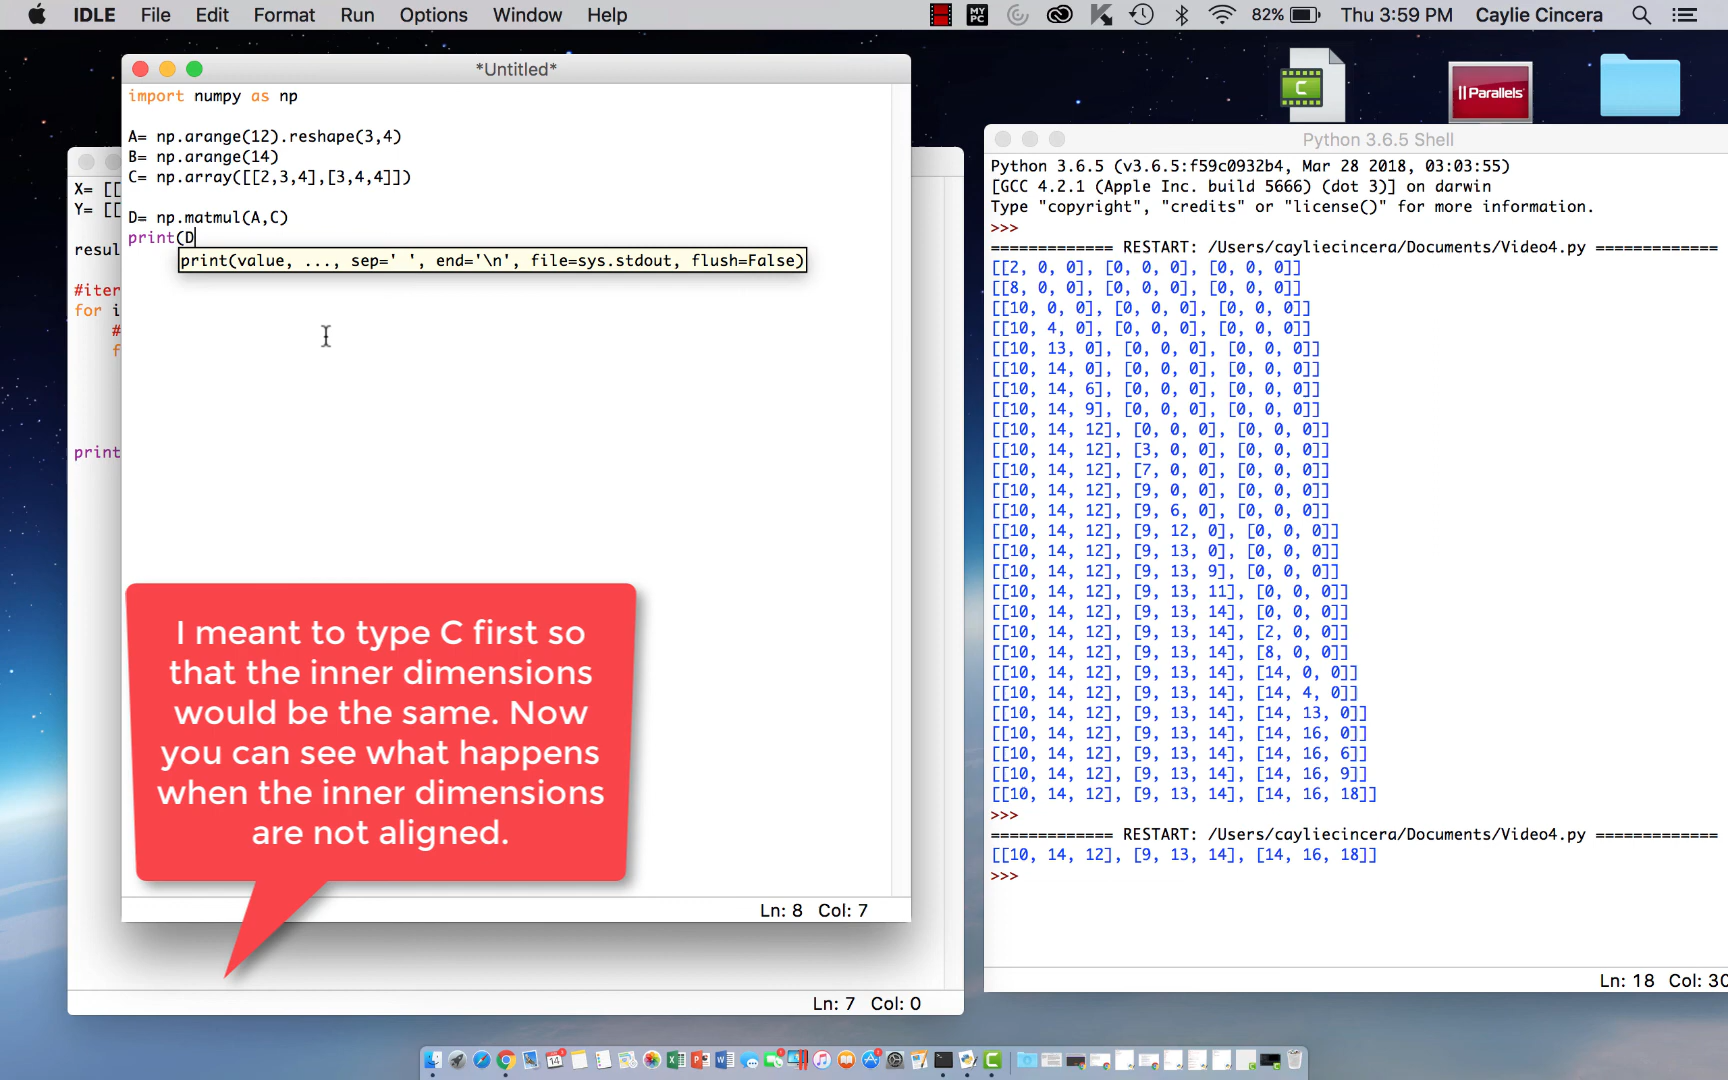 IDLE File Edit Format Run Options Window Help
MY PC
82% Thu 3:59 PM Caylie Cincera
*Untitled*
import numpy as np
A= np.arange(12).reshape(3,4)
B= np.arange(14)
C= np.array([[2,3,4],[3,4,4]])
D= np.matmul(A,C)
print(D
print(value, ..., sep=' ', end='\n', file=sys.stdout, flush=False)
Ln: 8 Col: 7
X= [[
Y= [[
resul
#iter
for i
#
f
print
Ln: 7 Col: 0
I meant to type C first so
that the inner dimensions
would be the same. Now
you can see what happens
when the inner dimensions
are not aligned.
C
Parallels
Python 3.6.5 Shell
Python 3.6.5 (v3.6.5:f59c0932b4, Mar 28 2018, 03:03:55)
[GCC 4.2.1 (Apple Inc. build 5666) (dot 3)] on darwin
Type "copyright", "credits" or "license()" for more information.
>>>
============= RESTART: /Users/cayliecincera/Documents/Video4.py =============
[[2, 0, 0], [0, 0, 0], [0, 0, 0]]
[[8, 0, 0], [0, 0, 0], [0, 0, 0]]
[[10, 0, 0], [0, 0, 0], [0, 0, 0]]
[[10, 4, 0], [0, 0, 0], [0, 0, 0]]
[[10, 13, 0], [0, 0, 0], [0, 0, 0]]
[[10, 14, 0], [0, 0, 0], [0, 0, 0]]
[[10, 14, 6], [0, 0, 0], [0, 0, 0]]
[[10, 14, 9], [0, 0, 0], [0, 0, 0]]
[[10, 14, 12], [0, 0, 0], [0, 0, 0]]
[[10, 14, 12], [3, 0, 0], [0, 0, 0]]
[[10, 14, 12], [7, 0, 0], [0, 0, 0]]
[[10, 14, 12], [9, 0, 0], [0, 0, 0]]
[[10, 14, 12], [9, 6, 0], [0, 0, 0]]
[[10, 14, 12], [9, 12, 0], [0, 0, 0]]
[[10, 14, 12], [9, 13, 0], [0, 0, 0]]
[[10, 14, 12], [9, 13, 9], [0, 0, 0]]
[[10, 14, 12], [9, 13, 11], [0, 0, 0]]
[[10, 14, 12], [9, 13, 14], [0, 0, 0]]
[[10, 14, 12], [9, 13, 14], [2, 0, 0]]
[[10, 14, 12], [9, 13, 14], [8, 0, 0]]
[[10, 14, 12], [9, 13, 14], [14, 0, 0]]
[[10, 14, 12], [9, 13, 14], [14, 4, 0]]
[[10, 14, 12], [9, 13, 14], [14, 13, 0]]
[[10, 14, 12], [9, 13, 14], [14, 16, 0]]
[[10, 14, 12], [9, 13, 14], [14, 16, 6]]
[[10, 14, 12], [9, 13, 14], [14, 16, 9]]
[[10, 14, 12], [9, 13, 14], [14, 16, 18]]
>>>
============= RESTART: /Users/cayliecincera/Documents/Video4.py =============
[[10, 14, 12], [9, 13, 14], [14, 16, 18]]
>>>
Ln: 18 Col: 30